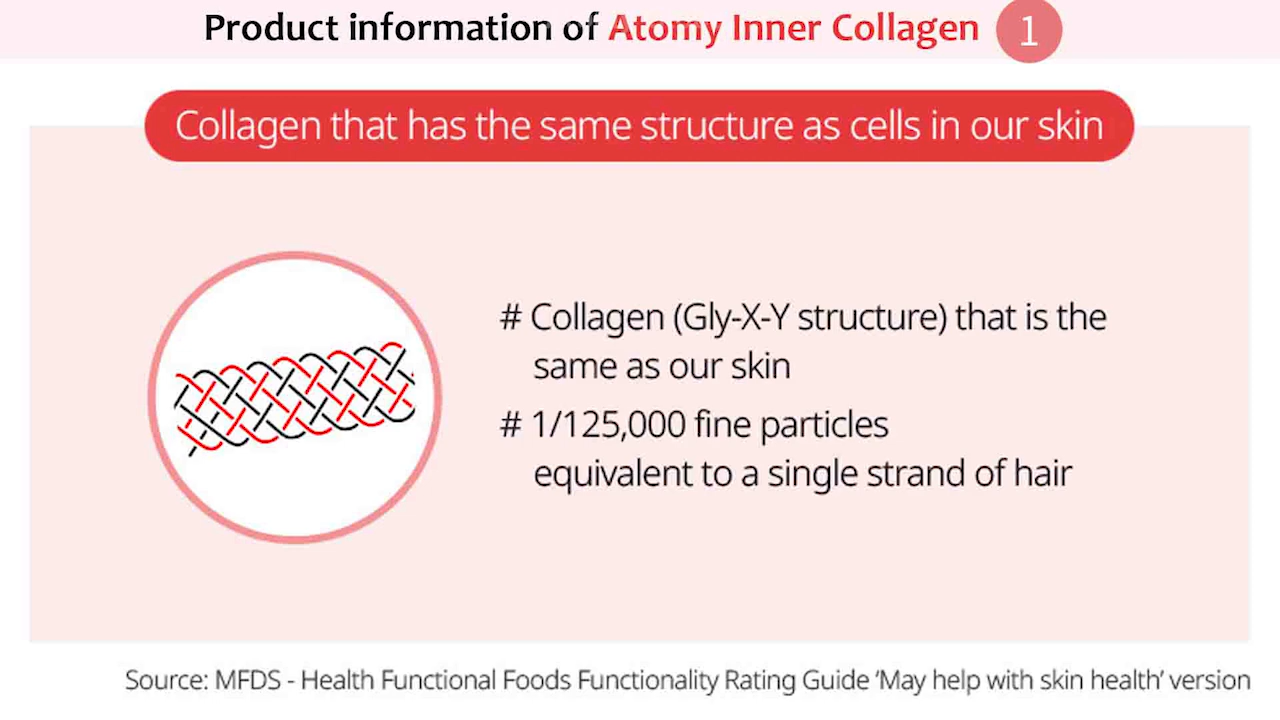 Product information of Atomy Inner Collagen 1
Collagen that has the same structure as cells in our skin
# Collagen (Gly-X-Y structure) that is the
same as our skin
# 1/125,000 fine particles
equivalent to a single strand of hair
Source: MFDS - Health Functional Foods Functionality Rating Guide ‘May help with skin health’ version